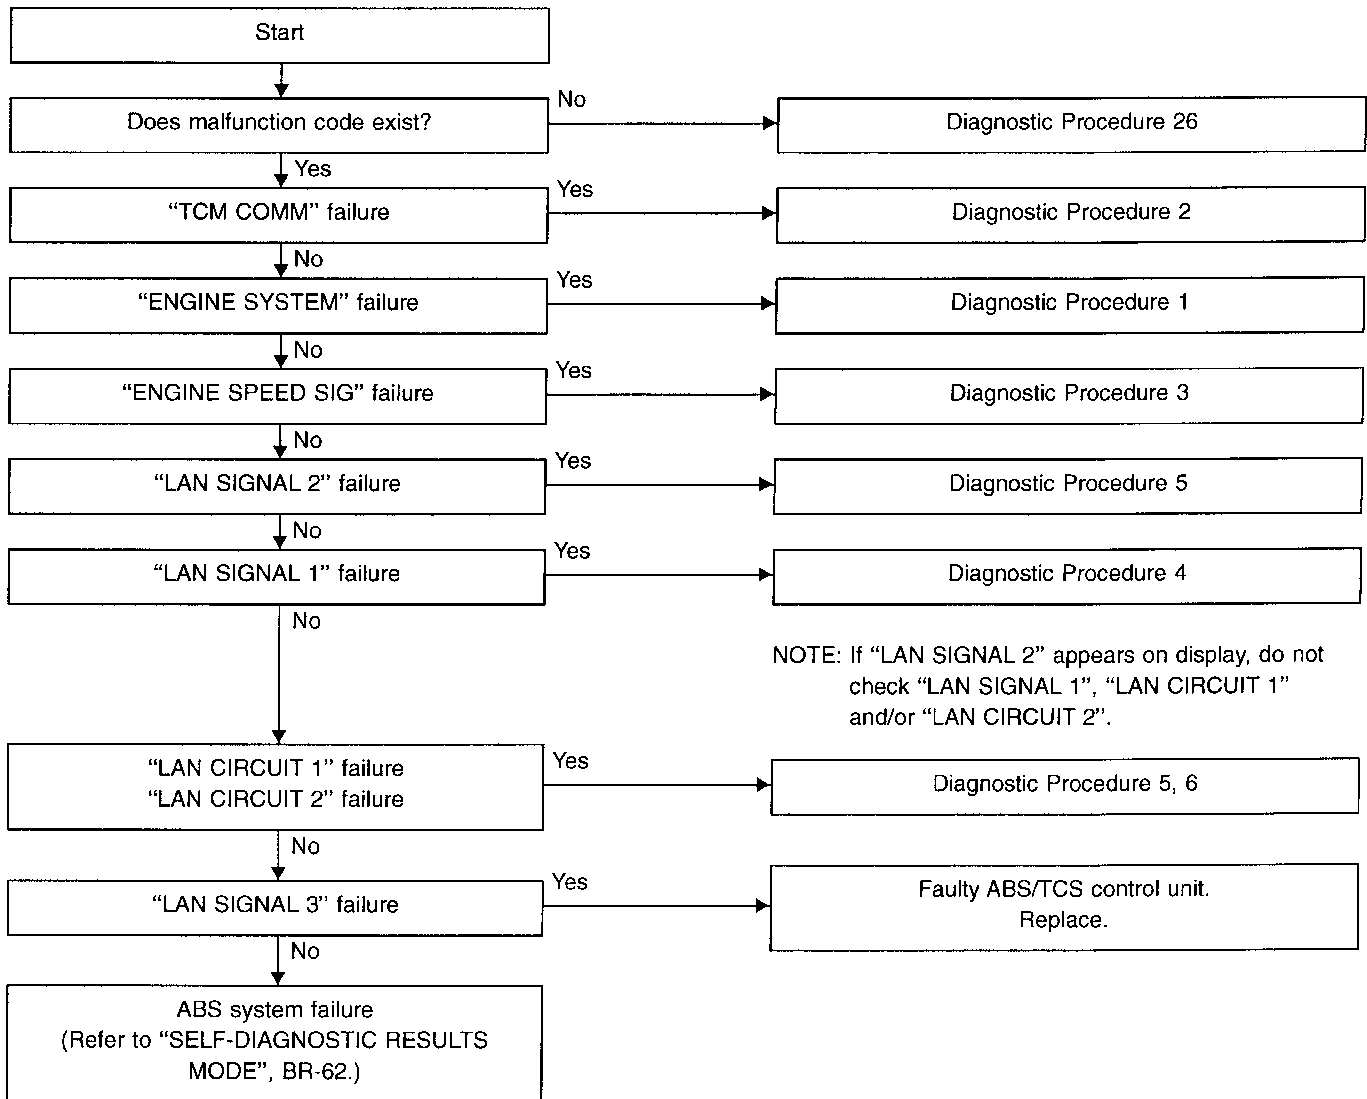 Start
Does malfunction code exist?
No
Diagnostic Procedure 26
Yes
“TCM COMM” failure
Yes
Diagnostic Procedure 2
No
“ENGINE SYSTEM” failure
Yes
Diagnostic Procedure 1
No
“ENGINE SPEED SIG” failure
Yes
Diagnostic Procedure 3
No
“LAN SIGNAL 2” failure
Yes
Diagnostic Procedure 5
No
“LAN SIGNAL 1” failure
Yes
Diagnostic Procedure 4
No
NOTE: If “LAN SIGNAL 2” appears on display, do not
check “LAN SIGNAL 1”, “LAN CIRCUIT 1”
and/or “LAN CIRCUIT 2”.
“LAN CIRCUIT 1” failure
“LAN CIRCUIT 2” failure
Yes
Diagnostic Procedure 5, 6
No
“LAN SIGNAL 3” failure
Yes
Faulty ABS/TCS control unit.
Replace.
No
ABS system failure
(Refer to “SELF-DIAGNOSTIC RESULTS
MODE”, BR-62.)